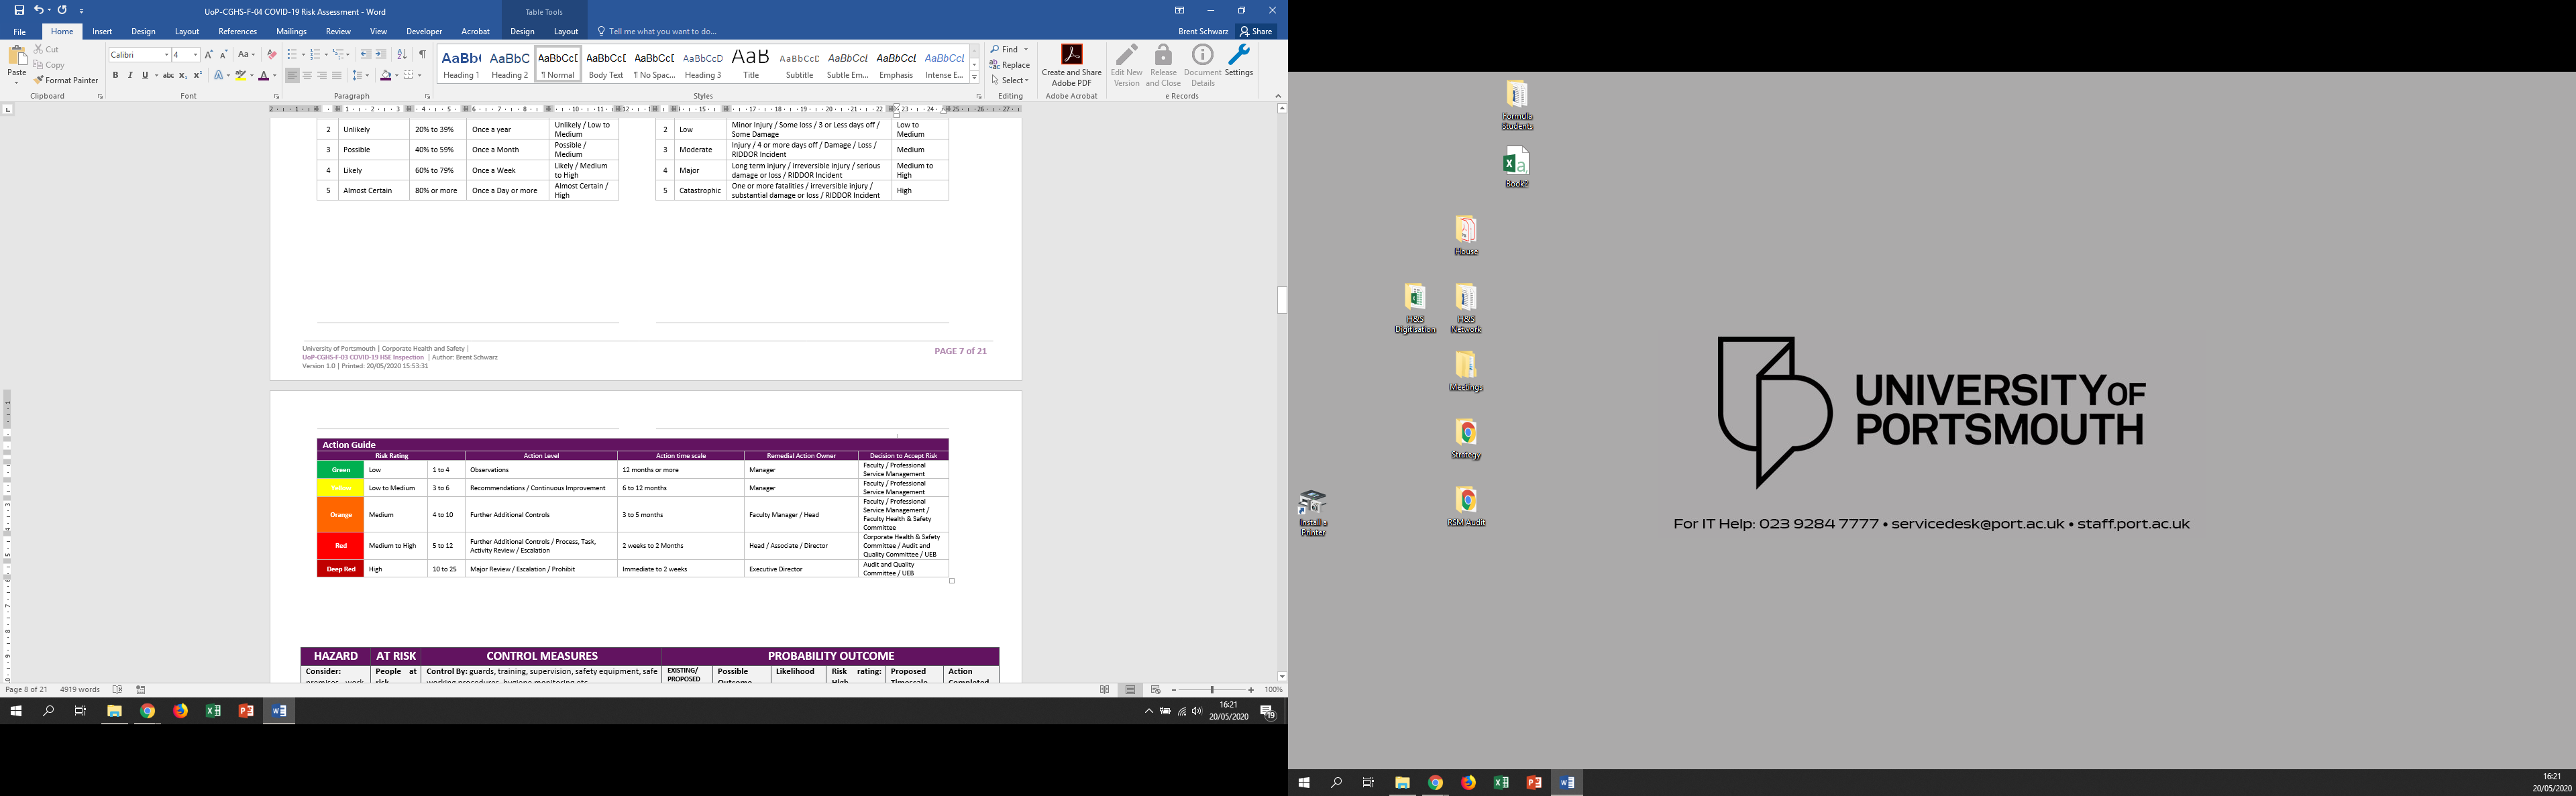 UoP-CGHS-F-04 COVID-19 Risk Assessment - Word
Table Tools
File Home Insert Design Layout References Mailings Review View Developer Acrobat Design Layout Tell me what you want to do... Brent Schwarz Share
Paste
Cut
Copy
Format Painter
Calibri 4
AaBb( Heading 1
AaBbC Heading 2
AaBbCcI ¶ Normal
AaBbCcI Body Text
AaBbCcI ¶ No Spac...
AaBbCcD Heading 3
AaB Title
AaBbCcD Subtitle
AaBbCcI Subtle Em...
AaBbCcI Emphasis
AaBbCcI Intense E...
Find
Replace
Select
Create and Share Adobe PDF
Edit New Version
Release and Close
Document Details
Settings
Clipboard Font Paragraph Styles Editing Adobe Acrobat e Records
2 Unlikely 20% to 39% Once a year Unlikely / Low to Medium
3 Possible 40% to 59% Once a Month Possible / Medium
4 Likely 60% to 79% Once a Week Likely / Medium to High
5 Almost Certain 80% or more Once a Day or more Almost Certain / High
2 Low Minor Injury / Some loss / 3 or Less days off / Some Damage Low to Medium
3 Moderate Injury / 4 or more days off / Damage / Loss / RIDDOR Incident Medium
4 Major Long term injury / irreversible injury / serious damage or loss / RIDDOR Incident Medium to High
5 Catastrophic One or more fatalities / irreversible injury / substantial damage or loss / RIDDOR Incident High
University of Portsmouth | Corporate Health and Safety |
UoP-CGHS-F-03 COVID-19 HSE Inspection | Author: Brent Schwarz
Version 1.0 | Printed: 20/05/2020 15:53:31
PAGE 7 of 21
Action Guide
Risk Rating Action Level Action time scale Remedial Action Owner Decision to Accept Risk
Green Low 1 to 4 Observations 12 months or more Manager Faculty / Professional Service Management
Yellow Low to Medium 3 to 6 Recommendations / Continuous Improvement 6 to 12 months Manager Faculty / Professional Service Management
Orange Medium 4 to 10 Further Additional Controls 3 to 5 months Faculty Manager / Head Faculty / Professional Service Management / Faculty Health & Safety Committee
Red Medium to High 5 to 12 Further Additional Controls / Process, Task, Activity Review / Escalation 2 weeks to 2 Months Head / Associate / Director Corporate Health & Safety Committee / Audit and Quality Committee / UEB
Deep Red High 10 to 25 Major Review / Escalation / Prohibit Immediate to 2 weeks Executive Director Audit and Quality Committee / UEB
HAZARD AT RISK CONTROL MEASURES PROBABILITY OUTCOME
Consider: People at Control By: guards, training, supervision, safety equipment, safe EXISTING/ PROPOSED Possible Likelihood Risk rating: Proposed Action
Page 8 of 21 4919 words
100%
16:21
20/05/2020
19
Formula Students
Book2
House
H&S Digitisation
H&S Network
Meetings
Strategy
RSM Audit
Install a Printer
UNIVERSITY OF
PORTSMOUTH
For IT Help: 023 9284 7777 • servicedesk@port.ac.uk • staff.port.ac.uk
16:21
20/05/2020